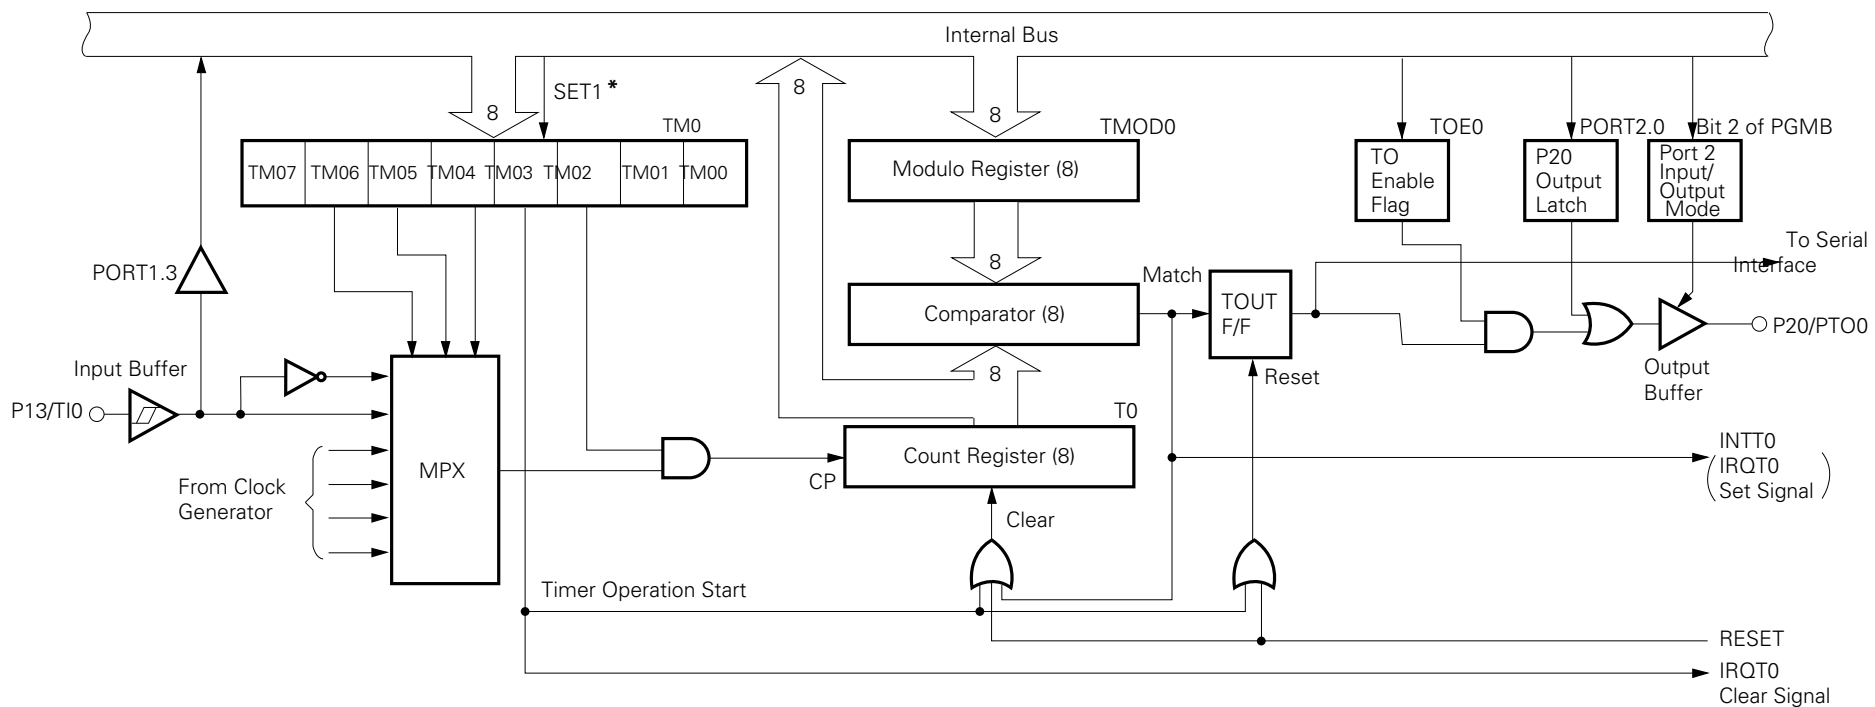 Internal Bus
SET1 *
8
8
8
TM0
TMOD0
TOE0
PORT2.0
Bit 2 of PGMB
TM07 TM06 TM05 TM04 TM03 TM02 TM01 TM00
Modulo Register (8)
TO
Enable
Flag
P20
Output
Latch
Port 2
Input/
Output
Mode
PORT1.3
8
Match
To Serial
Interface
Comparator (8)
TOUT
F/F
P20/PTO0
Output
Buffer
Input Buffer
8
Reset
P13/TI0
T0
MPX
Count Register (8)
CP
From Clock
Generator
INTT0
IRQT0
Set Signal
Clear
Timer Operation Start
RESET
IRQT0
Clear Signal